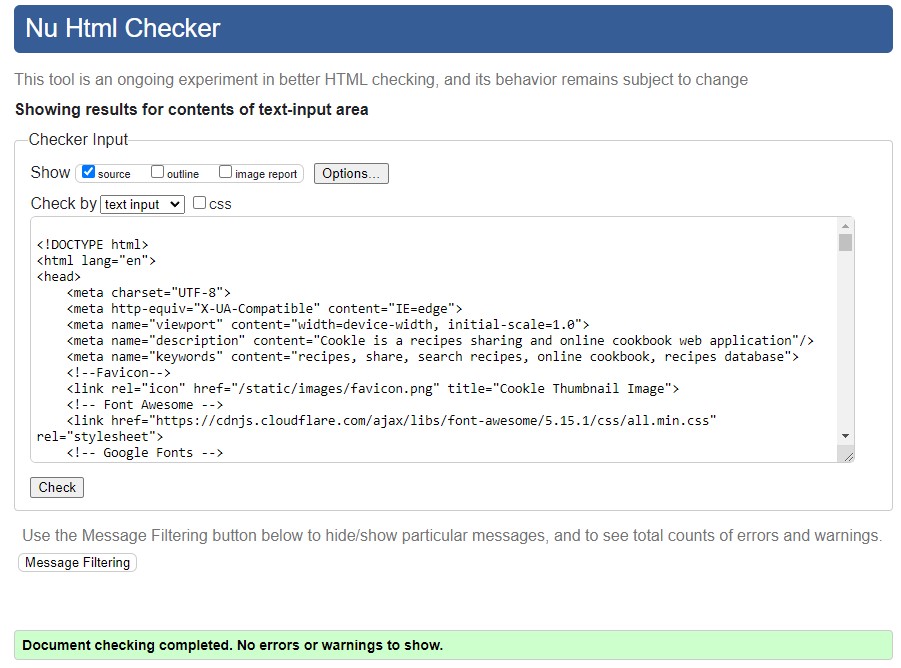 Nu Html Checker
This tool is an ongoing experiment in better HTML checking, and its behavior remains subject to change
Showing results for contents of text-input area
Checker Input
Show source outline image report Options...
Check by text input css
<!DOCTYPE html>
<html lang="en">
<head>
    <meta charset="UTF-8">
    <meta http-equiv="X-UA-Compatible" content="IE=edge">
    <meta name="viewport" content="width=device-width, initial-scale=1.0">
    <meta name="description" content="Cookle is a recipes sharing and online cookbook web application"/>
    <meta name="keywords" content="recipes, share, search recipes, online cookbook, recipes database">
    <!--Favicon-->
    <link rel="icon" href="/static/images/favicon.png" title="Cookle Thumbnail Image">
    <!-- Font Awesome -->
    <link href="https://cdnjs.cloudflare.com/ajax/libs/font-awesome/5.15.1/css/all.min.css"
rel="stylesheet">
    <!-- Google Fonts -->
Check
Use the Message Filtering button below to hide/show particular messages, and to see total counts of errors and warnings.
Message Filtering
Document checking completed. No errors or warnings to show.